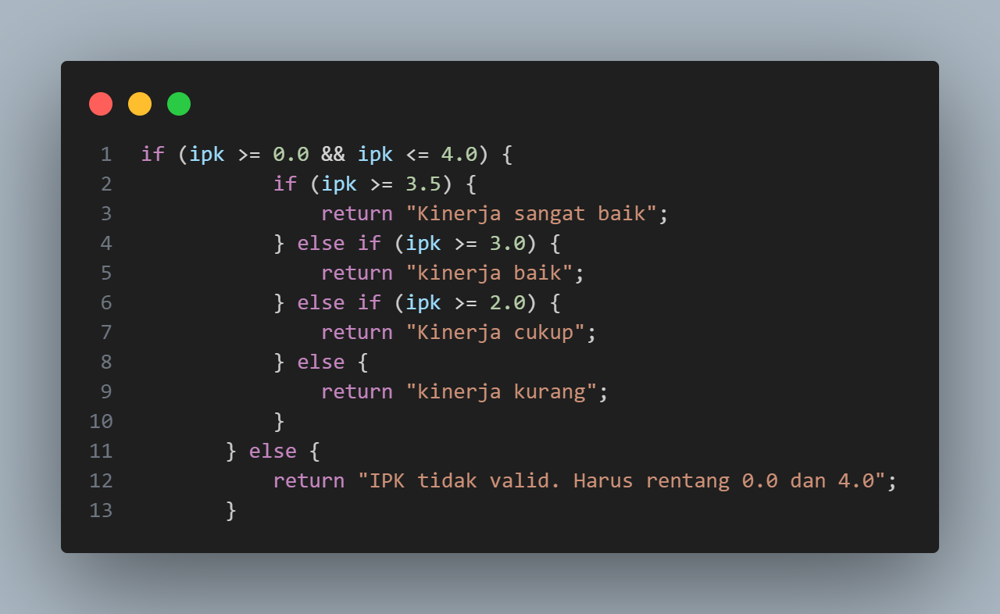 1 if (ipk >= 0.0 && ipk <= 4.0) {
2 if (ipk >= 3.5) {
3 return "Kinerja sangat baik";
4 } else if (ipk >= 3.0) {
5 return "kinerja baik";
6 } else if (ipk >= 2.0) {
7 return "Kinerja cukup";
8 } else {
9 return "kinerja kurang";
10 }
11 } else {
12 return "IPK tidak valid. Harus rentang 0.0 dan 4.0";
13 }